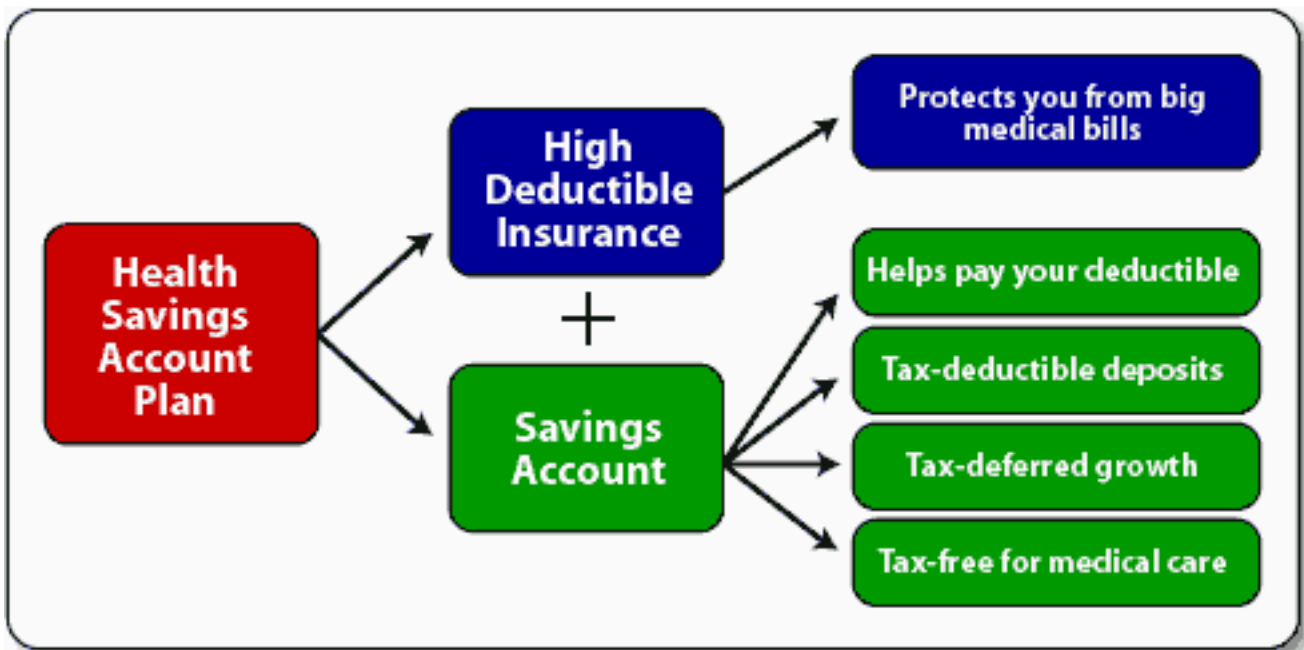 Health
Savings
Account
Plan
High
Deductible
Insurance
+
Savings
Account
Protects you from big
medical bills
Helps pay your deductible
Tax-deductible deposits
Tax-deferred growth
Tax-free for medical care